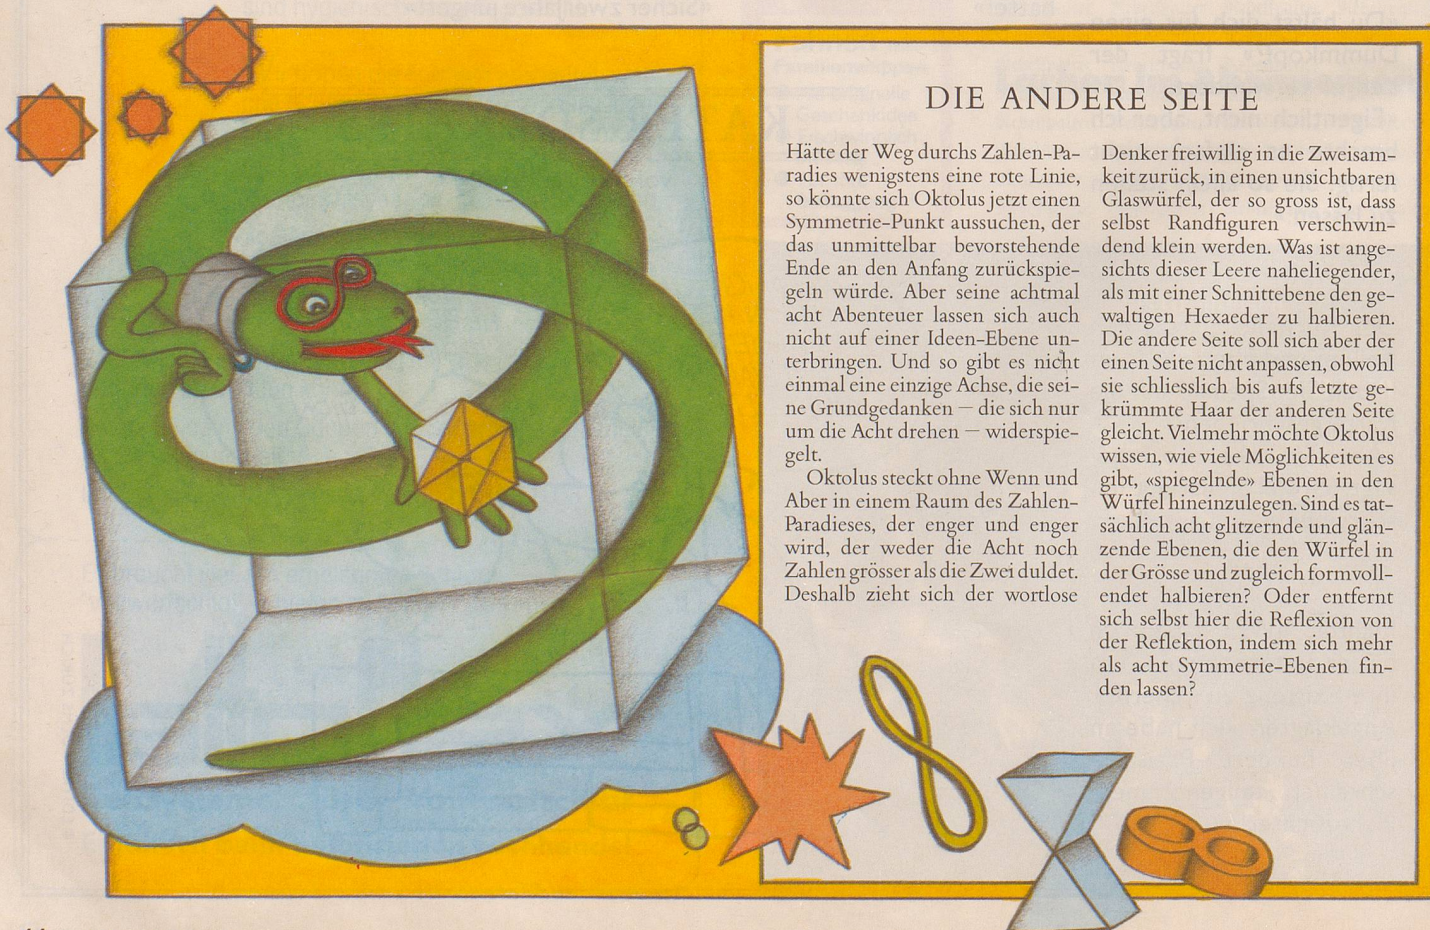 DIE ANDERE SEITE
Hätte der Weg durchs Zahlen-Pa-
radies wenigstens eine rote Linie,
so könnte sich Oktolus jetzt einen
Symmetrie-Punkt aussuchen, der
das unmittelbar bevorstehende
Ende an den Anfang zurückspie-
geln würde. Aber seine achtmal
acht Abenteuer lassen sich auch
nicht auf einer Ideen-Ebene un-
terbringen. Und so gibt es nicht
einmal eine einzige Achse, die sei-
ne Grundgedanken – die sich nur
um die Acht drehen – widerspie-
gelt.
Oktolus steckt ohne Wenn und
Aber in einem Raum des Zahlen-
Paradieses, der enger und enger
wird, der weder die Acht noch
Zahlen grösser als die Zwei duldet.
Deshalb zieht sich der wortlose
Denker freiwillig in die Zweisam-
keit zurück, in einen unsichtbaren
Glaswürfel, der so gross ist, dass
selbst Randfiguren verschwin-
dend klein werden. Was ist ange-
sichts dieser Leere naheliegender,
als mit einer Schnittebene den ge-
waltigen Hexaeder zu halbieren.
Die andere Seite soll sich aber der
einen Seite nicht anpassen, obwohl
sie schliesslich bis aufs letzte ge-
krümmte Haar der anderen Seite
gleicht. Vielmehr möchte Oktolus
wissen, wie viele Möglichkeiten es
gibt, «spiegelnde» Ebenen in den
Würfel hineinzulegen. Sind es tat-
sächlich acht glitzernde und glän-
zende Ebenen, die den Würfel in
der Grösse und zugleich formvoll-
endet halbieren? Oder entfernt
sich selbst hier die Reflexion von
der Reflektion, indem sich mehr
als acht Symmetrie-Ebenen fin-
den lassen?